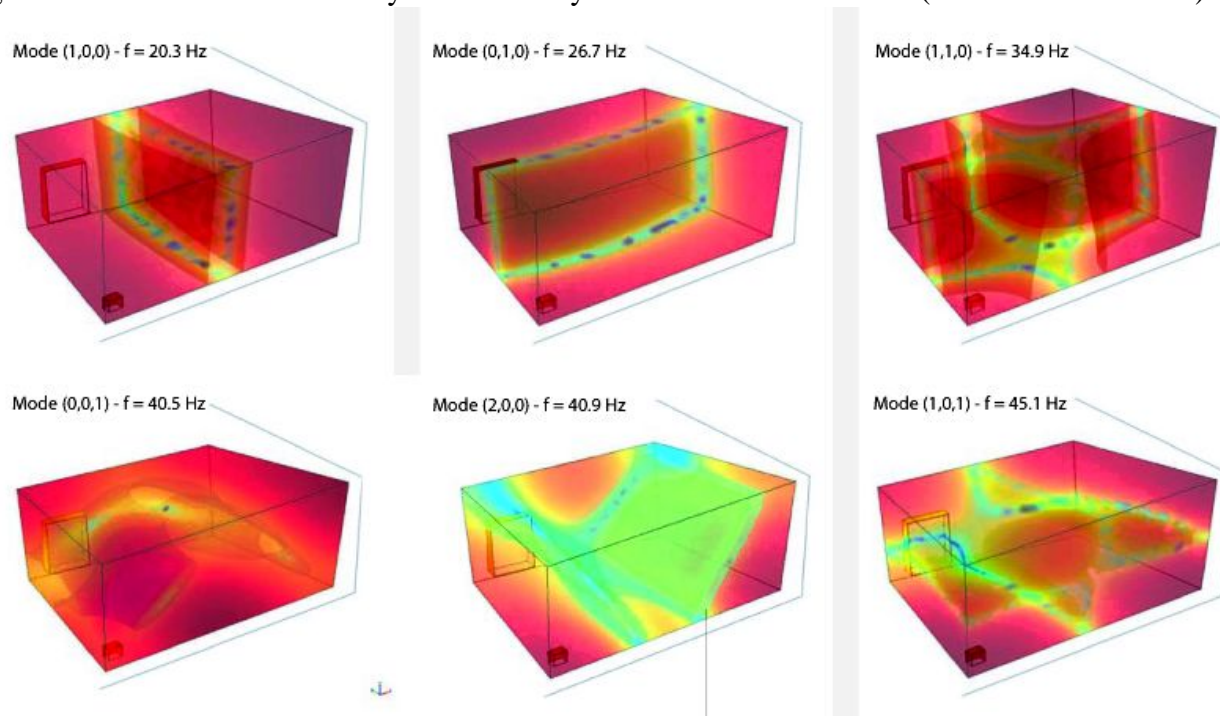 Mode (1,0,0) - f = 20.3 Hz
Mode (0,1,0) - f = 26.7 Hz
Mode (1,1,0) - f = 34.9 Hz
Mode (0,0,1) - f = 40.5 Hz
Mode (2,0,0) - f = 40.9 Hz
Mode (1,0,1) - f = 45.1 Hz